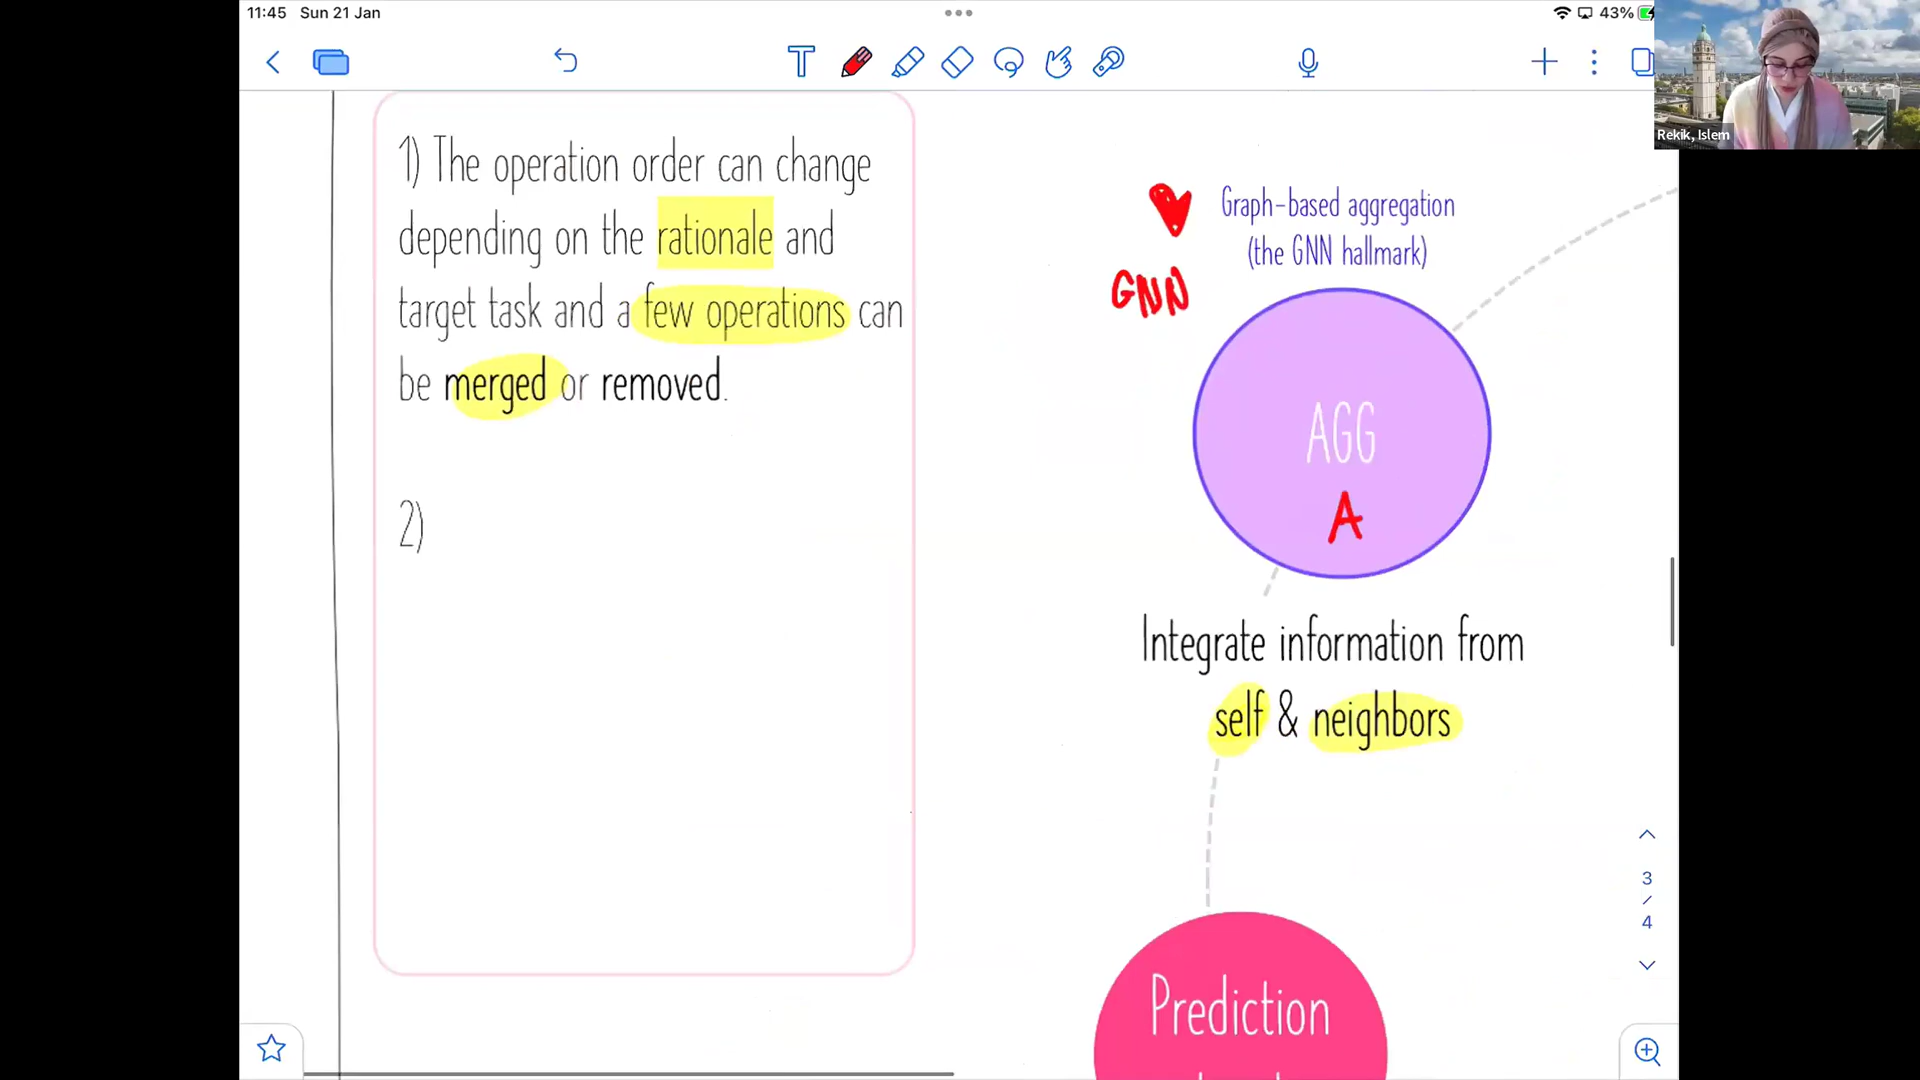 11:45 Sun 21 Jan
43%
T
Rekik, Islem
1) The operation order can change
depending on the rationale and
target task and a few operations can
be merged or removed.
2)
Graph-based aggregation
(the GNN hallmark)
GNN
AGG
A
Integrate information from
self & neighbors
Prediction
3
/
4